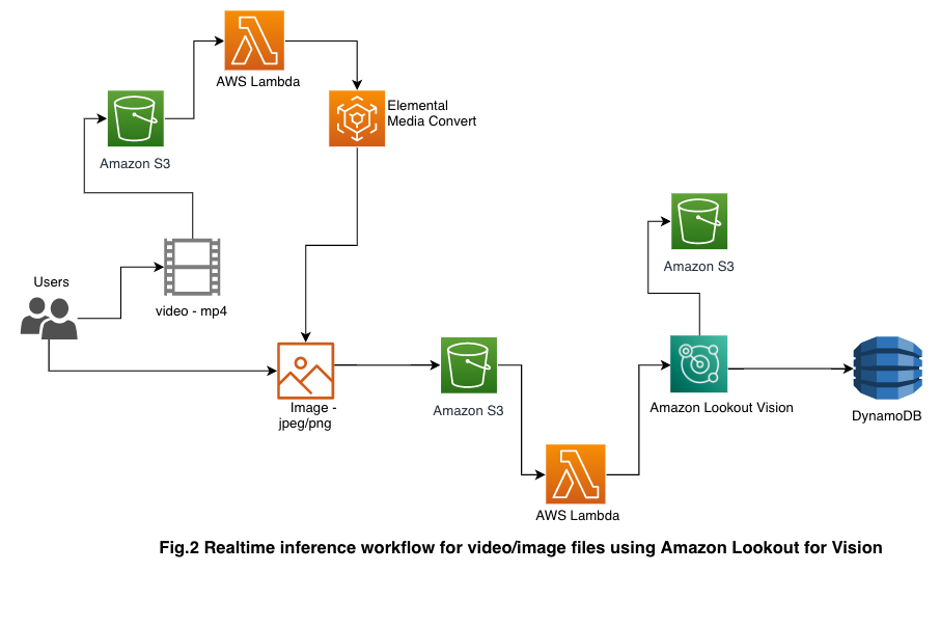 AWS Lambda
Elemental
Media Convert
Amazon S3
Amazon S3
Users
video - mp4
Image -
jpeg/png
Amazon S3
Amazon Lookout Vision
DynamoDB
AWS Lambda
Fig.2 Realtime inference workflow for video/image files using Amazon Lookout for Vision